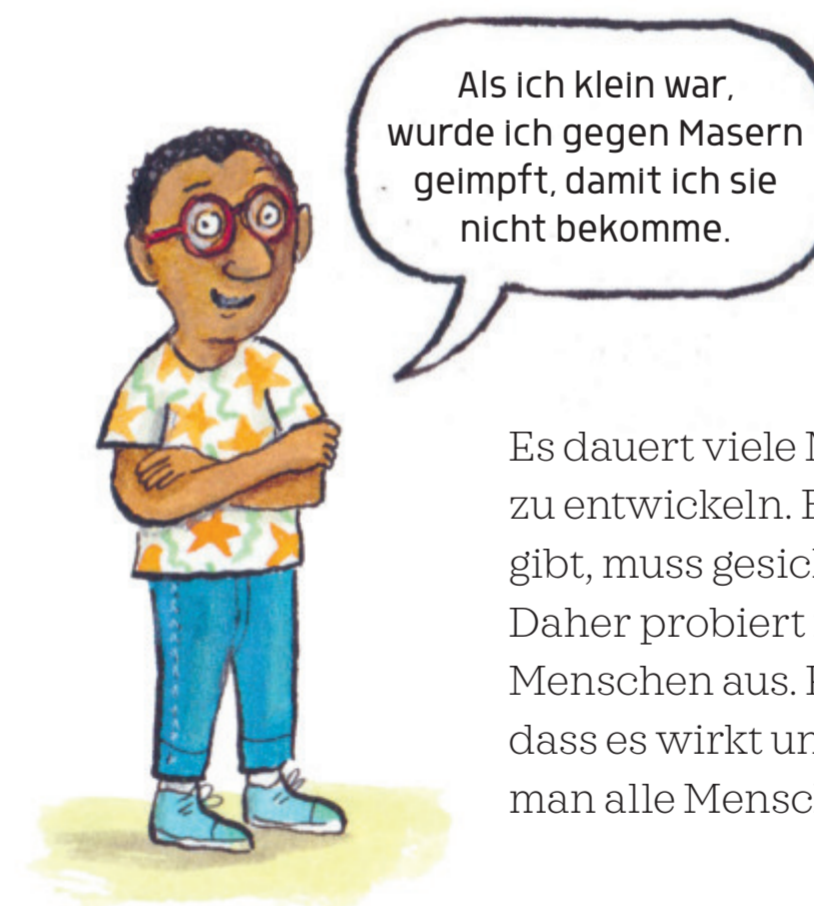 Als ich klein war,
wurde ich gegen Masern
geimpft, damit ich sie
nicht bekomme.
Es dauert viele
zu entwickeln.
gibt, muss
Daher probiert
Menschen aus.
dass es wirkt
man alle